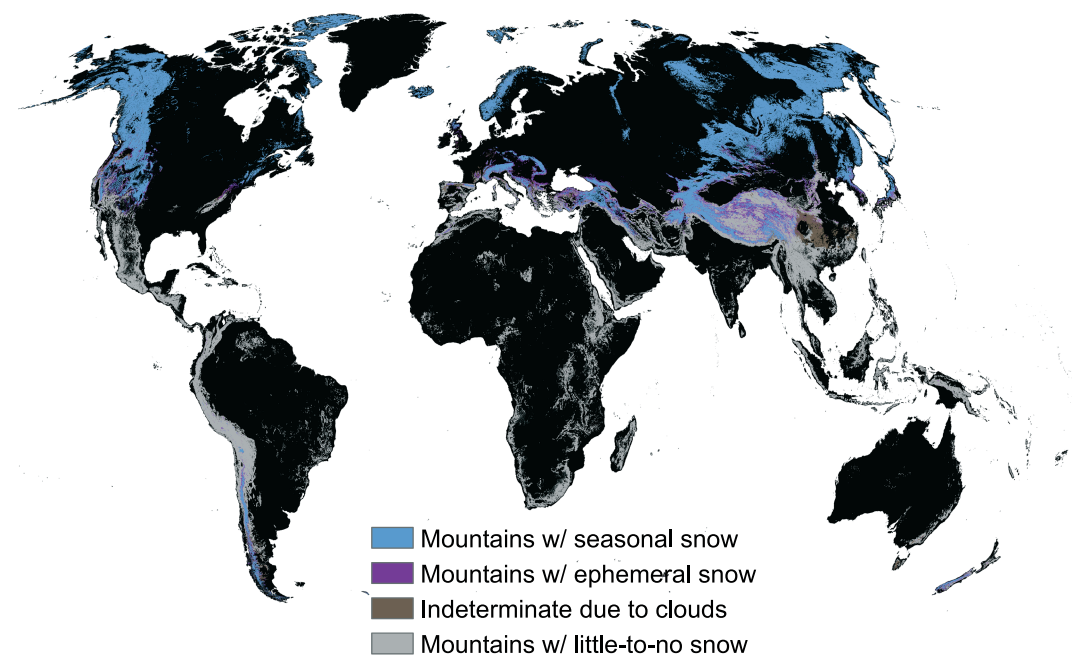 Mountains w/ seasonal snow
Mountains w/ ephemeral snow
Indeterminate due to clouds
Mountains w/ little-to-no snow